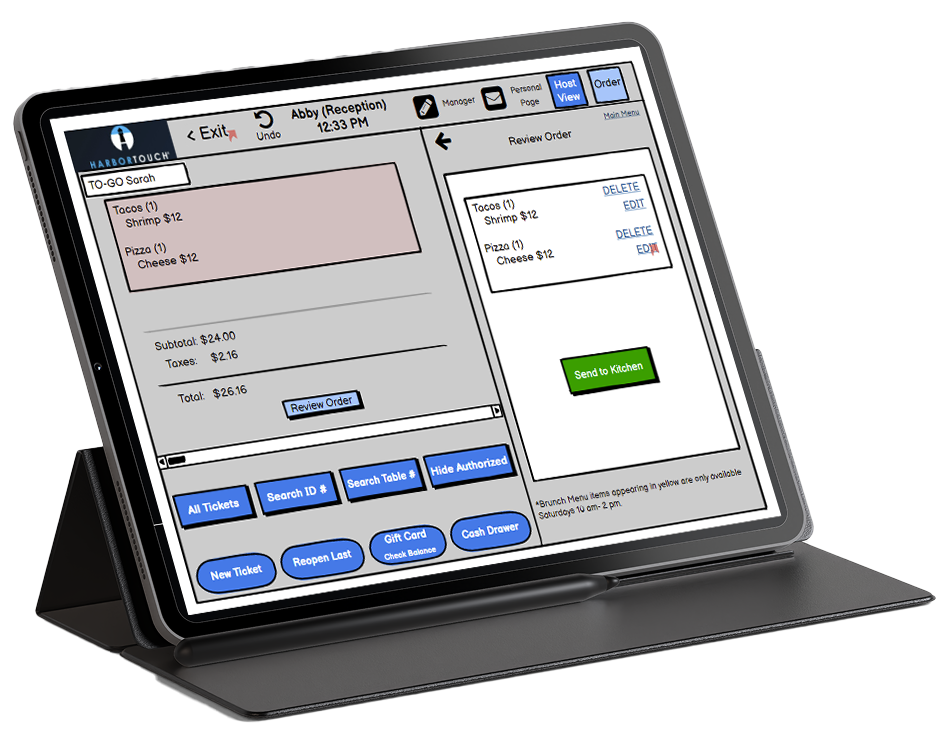 HARBORTOUCH
< Exit
Undo
Abby (Reception)
12:33 PM
Manager
Personal
Page
Host
View
Order
Main Menu
TO-GO Sarah
Tacos (1)
Shrimp $12
Pizza (1)
Cheese $12
Subtotal: $24.00
Taxes: $2.16
Total: $26.16
Review Order
All Tickets
Search ID #
Search Table #
Hide Authorized
New Ticket
Reopen Last
Gift Card
Check Balance
Cash Drawer
Review Order
Tacos (1)
DELETE
Shrimp $12
EDIT
Pizza (1)
DELETE
Cheese $12
EDIT
Send to Kitchen
*Brunch Menu items appearing in yellow are only available
Saturdays 10 am- 2 pm.